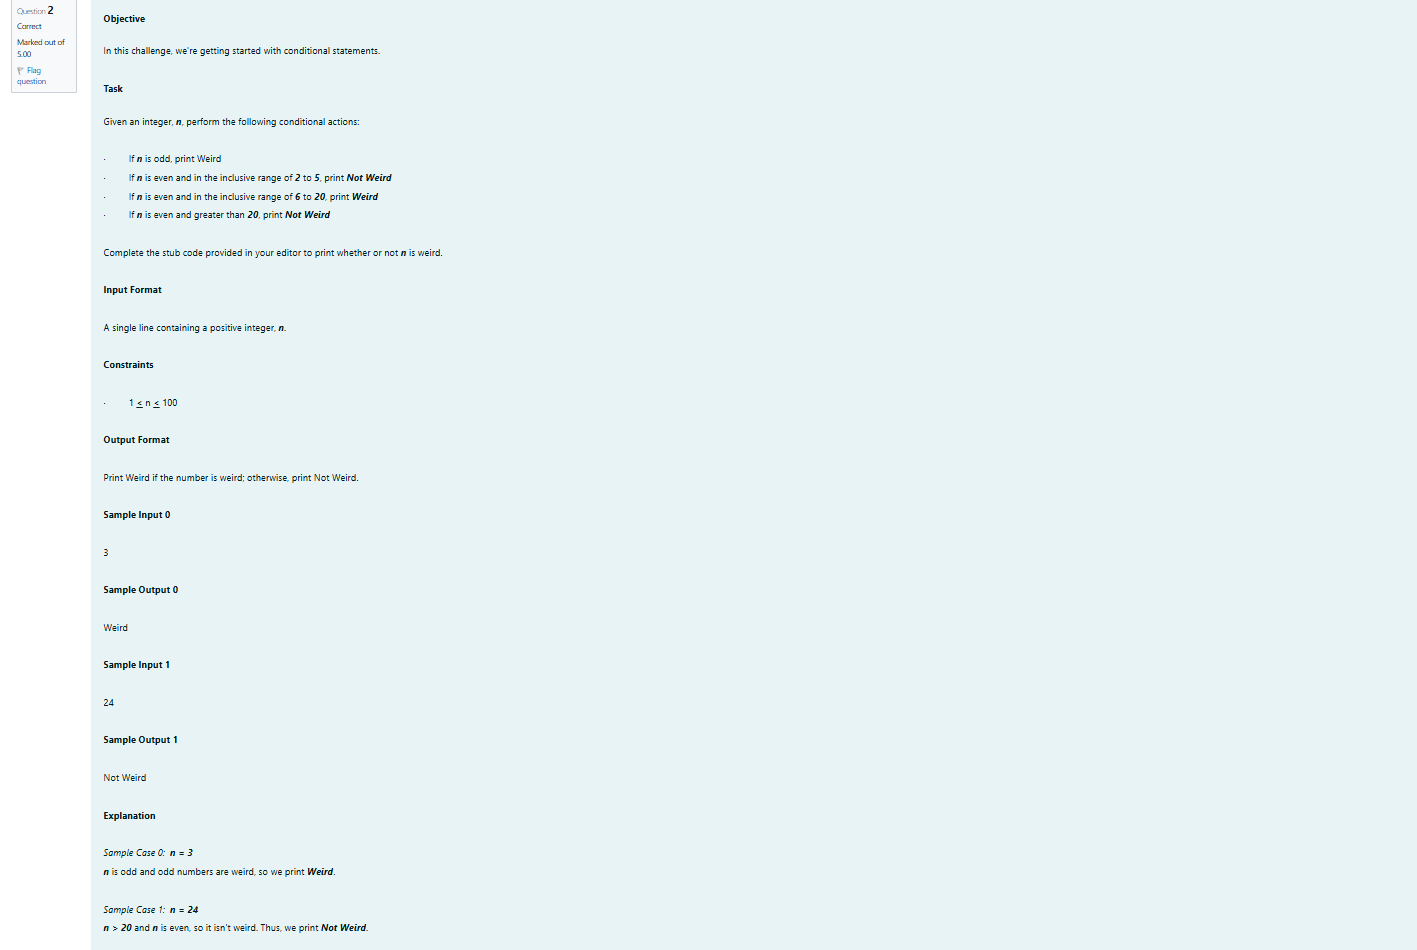 Question 2
Correct
Marked out of
5.00
Flag
question
Objective
In this challenge, we're getting started with conditional statements.
Task
Given an integer, n, perform the following conditional actions:
· If n is odd, print Weird
· If n is even and in the inclusive range of 2 to 5, print Not Weird
· If n is even and in the inclusive range of 6 to 20, print Weird
· If n is even and greater than 20, print Not Weird
Complete the stub code provided in your editor to print whether or not n is weird.
Input Format
A single line containing a positive integer, n.
Constraints
· 1 ≤ n ≤ 100
Output Format
Print Weird if the number is weird; otherwise, print Not Weird.
Sample Input 0
3
Sample Output 0
Weird
Sample Input 1
24
Sample Output 1
Not Weird
Explanation
Sample Case 0: n = 3
n is odd and odd numbers are weird, so we print Weird.
Sample Case 1: n = 24
n > 20 and n is even, so it isn't weird. Thus, we print Not Weird.